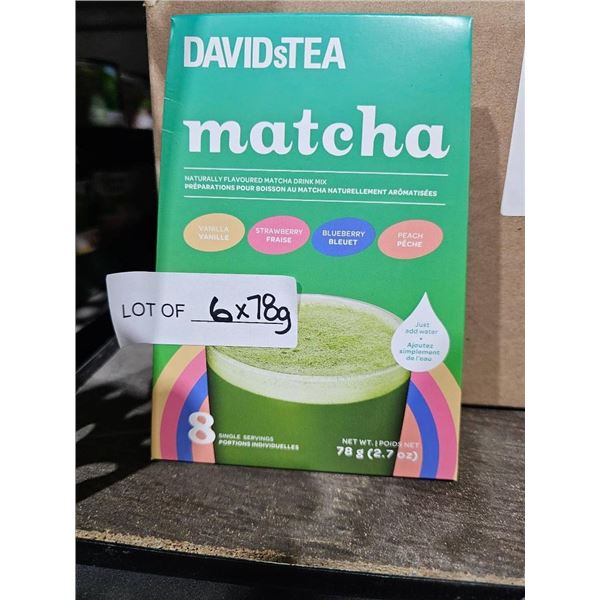 DAVIDsTEA
matcha
NATURALLY FLAVOURED MATCHA DRINK MIX
PRÉPARATIONS POUR BOISSON AU MATCHA NATURELLEMENT ARÔMATISÉES
VANILLA
VANILLE
STRAWBERRY
FRAISE
BLUEBERRY
BLEUET
PEACH
PÊCHE
LOT OF 6x78g
Just
add water
•
Ajoutez
simplement
de l'eau
8 SINGLE SERVINGS
PORTIONS INDIVIDUELLES
NET WT. | POIDS NET
78 g (2.7 oz)